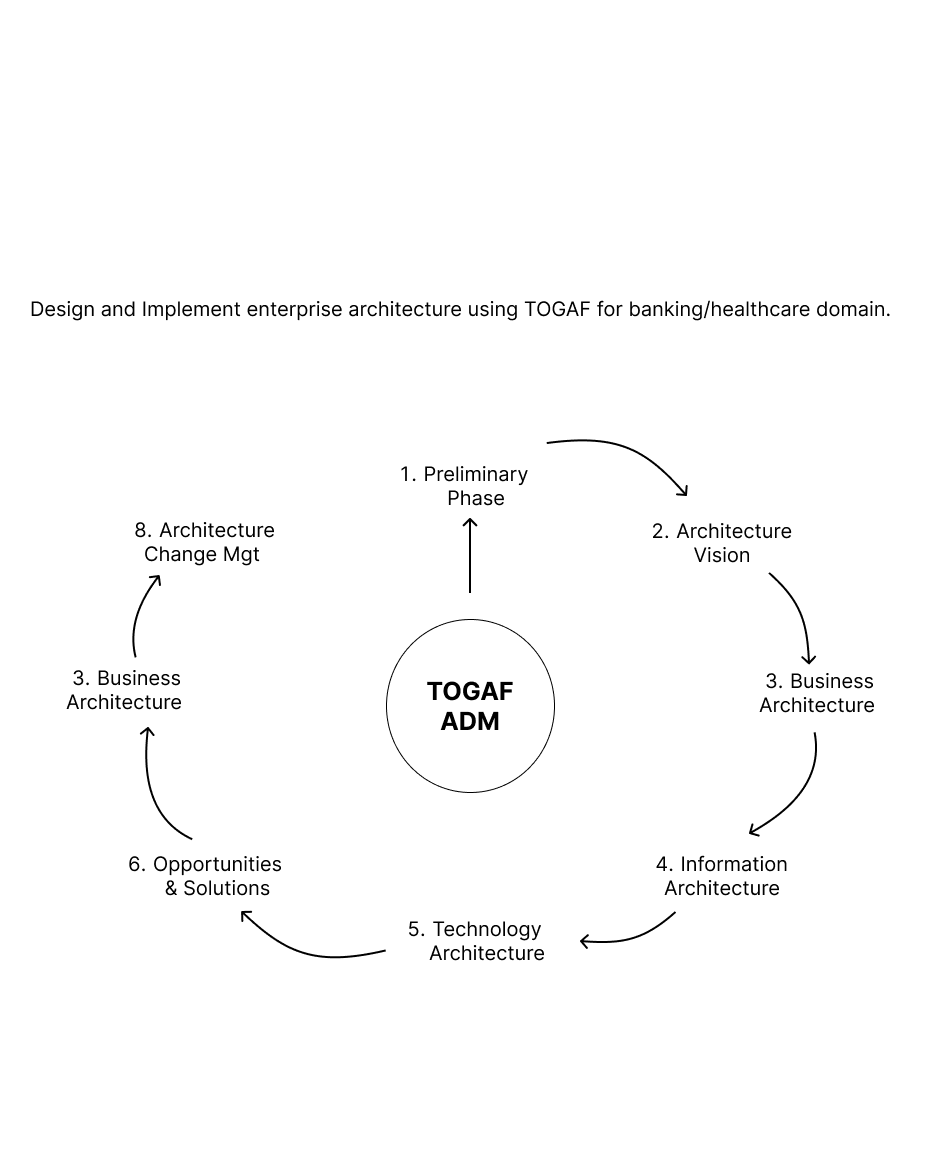 Design and Implement enterprise architecture using TOGAF for banking/healthcare domain.
1. Preliminary
Phase
2. Architecture
Vision
3. Business
Architecture
4. Information
Architecture
5. Technology
Architecture
6. Opportunities
& Solutions
3. Business
Architecture
8. Architecture
Change Mgt
TOGAF
ADM